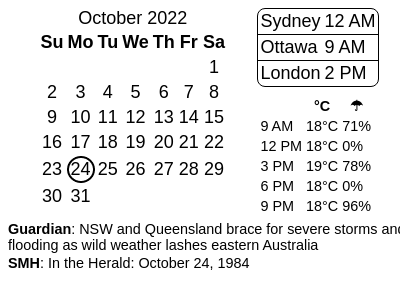 October 2022
Su Mo Tu We Th Fr Sa
1
2 3 4 5 6 7 8
9 10 11 12 13 14 15
16 17 18 19 20 21 22
23 24 25 26 27 28 29
30 31
Sydney 12 AM
Ottawa 9 AM
London 2 PM
°C ☂
9 AM 18°C 71%
12 PM 18°C 0%
3 PM 19°C 78%
6 PM 18°C 0%
9 PM 18°C 96%
Guardian: NSW and Queensland brace for severe storms and
flooding as wild weather lashes eastern Australia
SMH: In the Herald: October 24, 1984